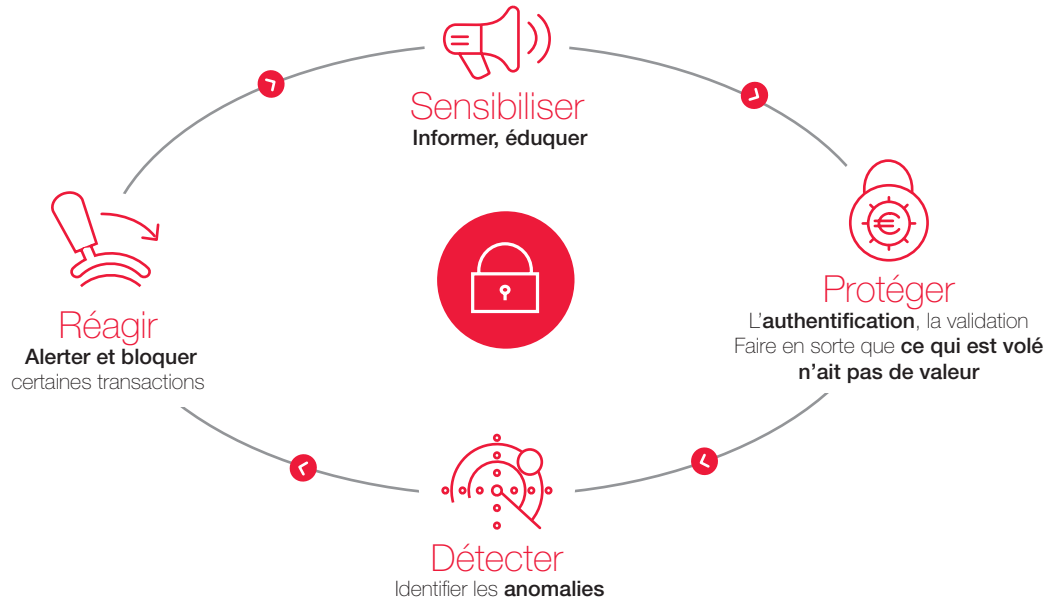 Sensibiliser
Informer, éduquer
Protéger
L'authentification, la validation
Faire en sorte que ce qui est volé
n'ait pas de valeur
Détecter
Identifier les anomalies
Réagir
Alerter et bloquer
certaines transactions